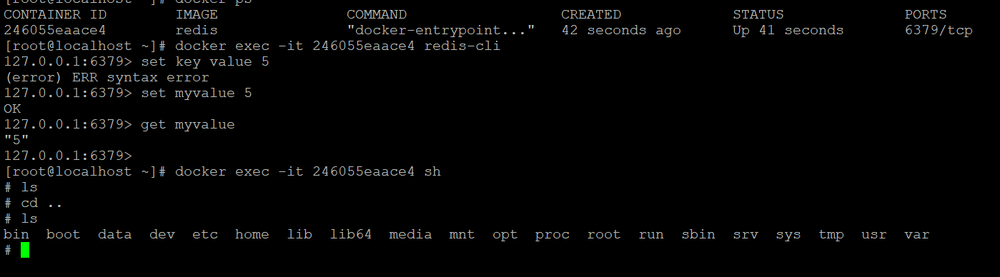 [root@localhost ~]# docker ps
CONTAINER ID        IMAGE               COMMAND                  CREATED             STATUS              PORTS
246055eaace4        redis               "docker-entrypoint..."   42 seconds ago      Up 41 seconds       6379/tcp
[root@localhost ~]# docker exec -it 246055eaace4 redis-cli
127.0.0.1:6379> set key value 5
(error) ERR syntax error
127.0.0.1:6379> set myvalue 5
OK
127.0.0.1:6379> get myvalue
"5"
127.0.0.1:6379>
[root@localhost ~]# docker exec -it 246055eaace4 sh
# ls
# cd ..
# ls
bin  boot  data  dev  etc  home  lib  lib64  media  mnt  opt  proc  root  run  sbin  srv  sys  tmp  usr  var
#